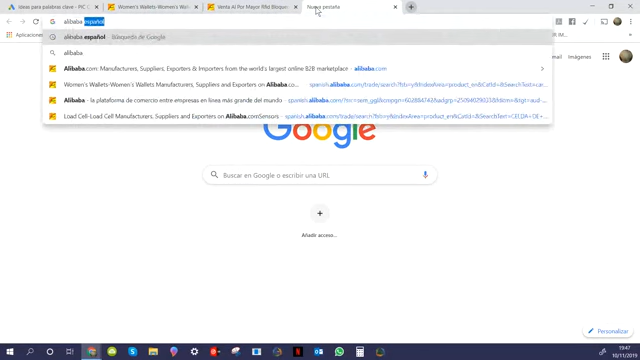 ideas para palabras clave - PIC C
Women's Wallets-Women's Wall
Venta Al Por Mayor Rfid Bloque
Nueva pestaña
alibaba español
Aplicaciones
alibaba español Búsqueda de Google
alibaba
Alibaba.com: Manufacturers, Suppliers, Exporters & Importers from the world's largest online B2B marketplace - alibaba.com
Women's Wallets-Women's Wallets Manufacturers, Suppliers and Exporters on Alibaba.co...
Alibaba - la plataforma de comercio entre empresas en línea más grande del mundo
Load Cell-Load Cell Manufacturers, Suppliers and Exporters on Alibaba.comSensors
Google
Buscar en Google o escribir una URL
Añadir acceso...
Personalizar
19:47
10/11/2019